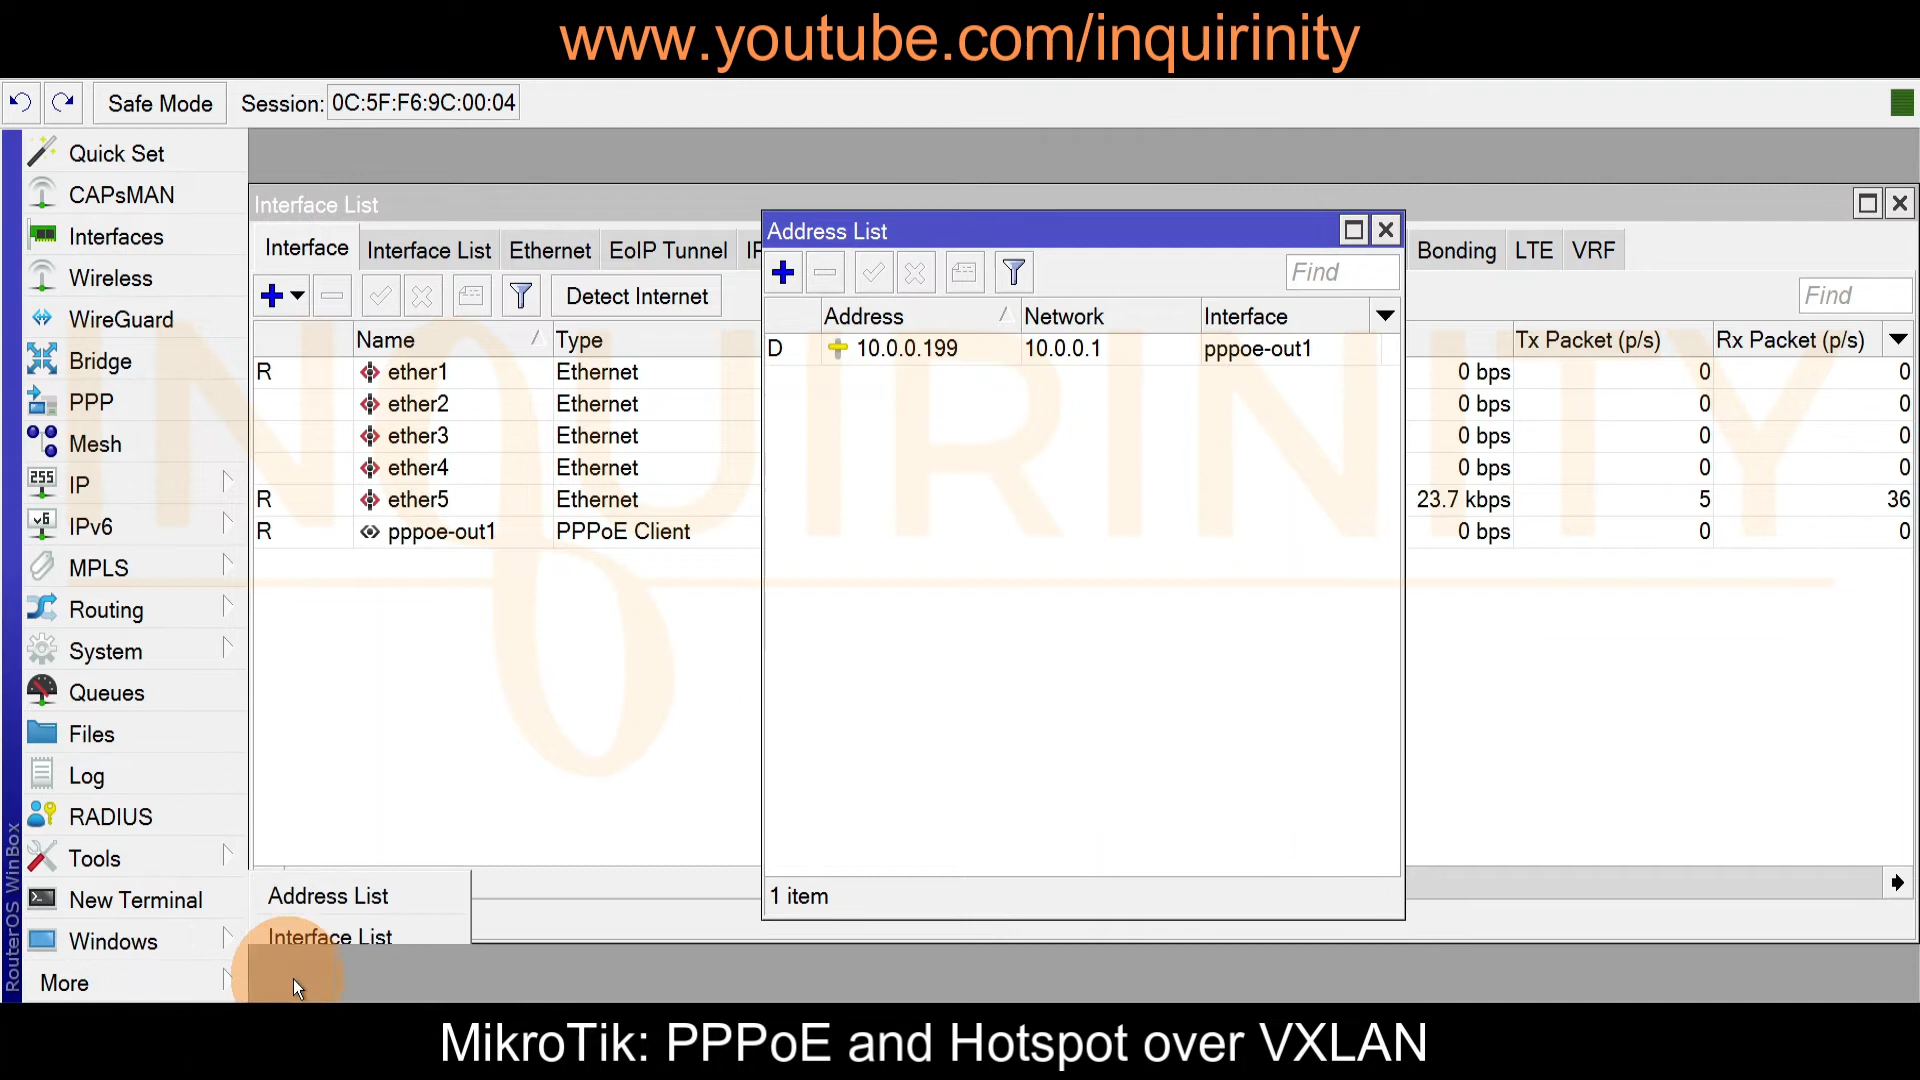 www.youtube.com/inquirinity
Safe Mode Session: 0C:5F:F6:9C:00:04
Quick Set
CAPsMAN
Interfaces
Wireless
WireGuard
Bridge
PPP
Mesh
IP
IPv6
MPLS
Routing
System
Queues
Files
Log
RADIUS
Tools
New Terminal
Windows
More
RouterOS WinBox
Interface List
Interface Interface List Ethernet EoIP Tunnel Bonding LTE VRF
Detect Internet Find
Name Type Tx Packet (p/s) Rx Packet (p/s)
R ether1 Ethernet 0 bps 0 0
ether2 Ethernet 0 bps 0 0
ether3 Ethernet 0 bps 0 0
ether4 Ethernet 0 bps 0 0
R ether5 Ethernet 23.7 kbps 5 36
R pppoe-out1 PPPoE Client 0 bps 0 0
Address List
Find
Address Network Interface
D 10.0.0.199 10.0.0.1 pppoe-out1
1 item
Address List
Interface List
INQUIRINITY
255
v6
MikroTik: PPPoE and Hotspot over VXLAN